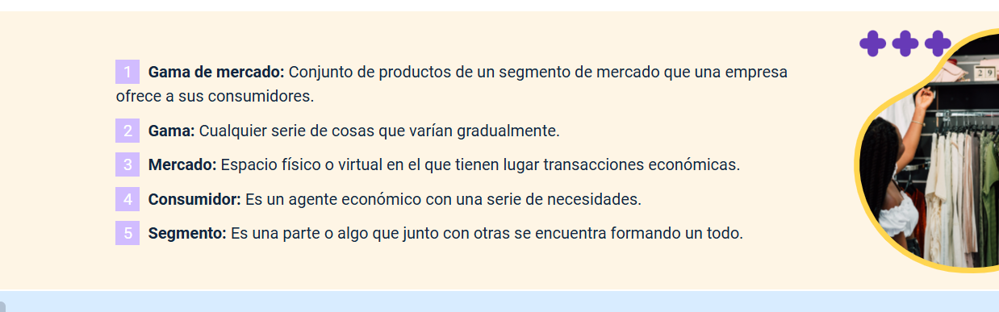 1 Gama de mercado: Conjunto de productos de un segmento de mercado que una empresa
ofrece a sus consumidores.
2 Gama: Cualquier serie de cosas que varían gradualmente.
3 Mercado: Espacio físico o virtual en el que tienen lugar transacciones económicas.
4 Consumidor: Es un agente económico con una serie de necesidades.
5 Segmento: Es una parte o algo que junto con otras se encuentra formando un todo.
29